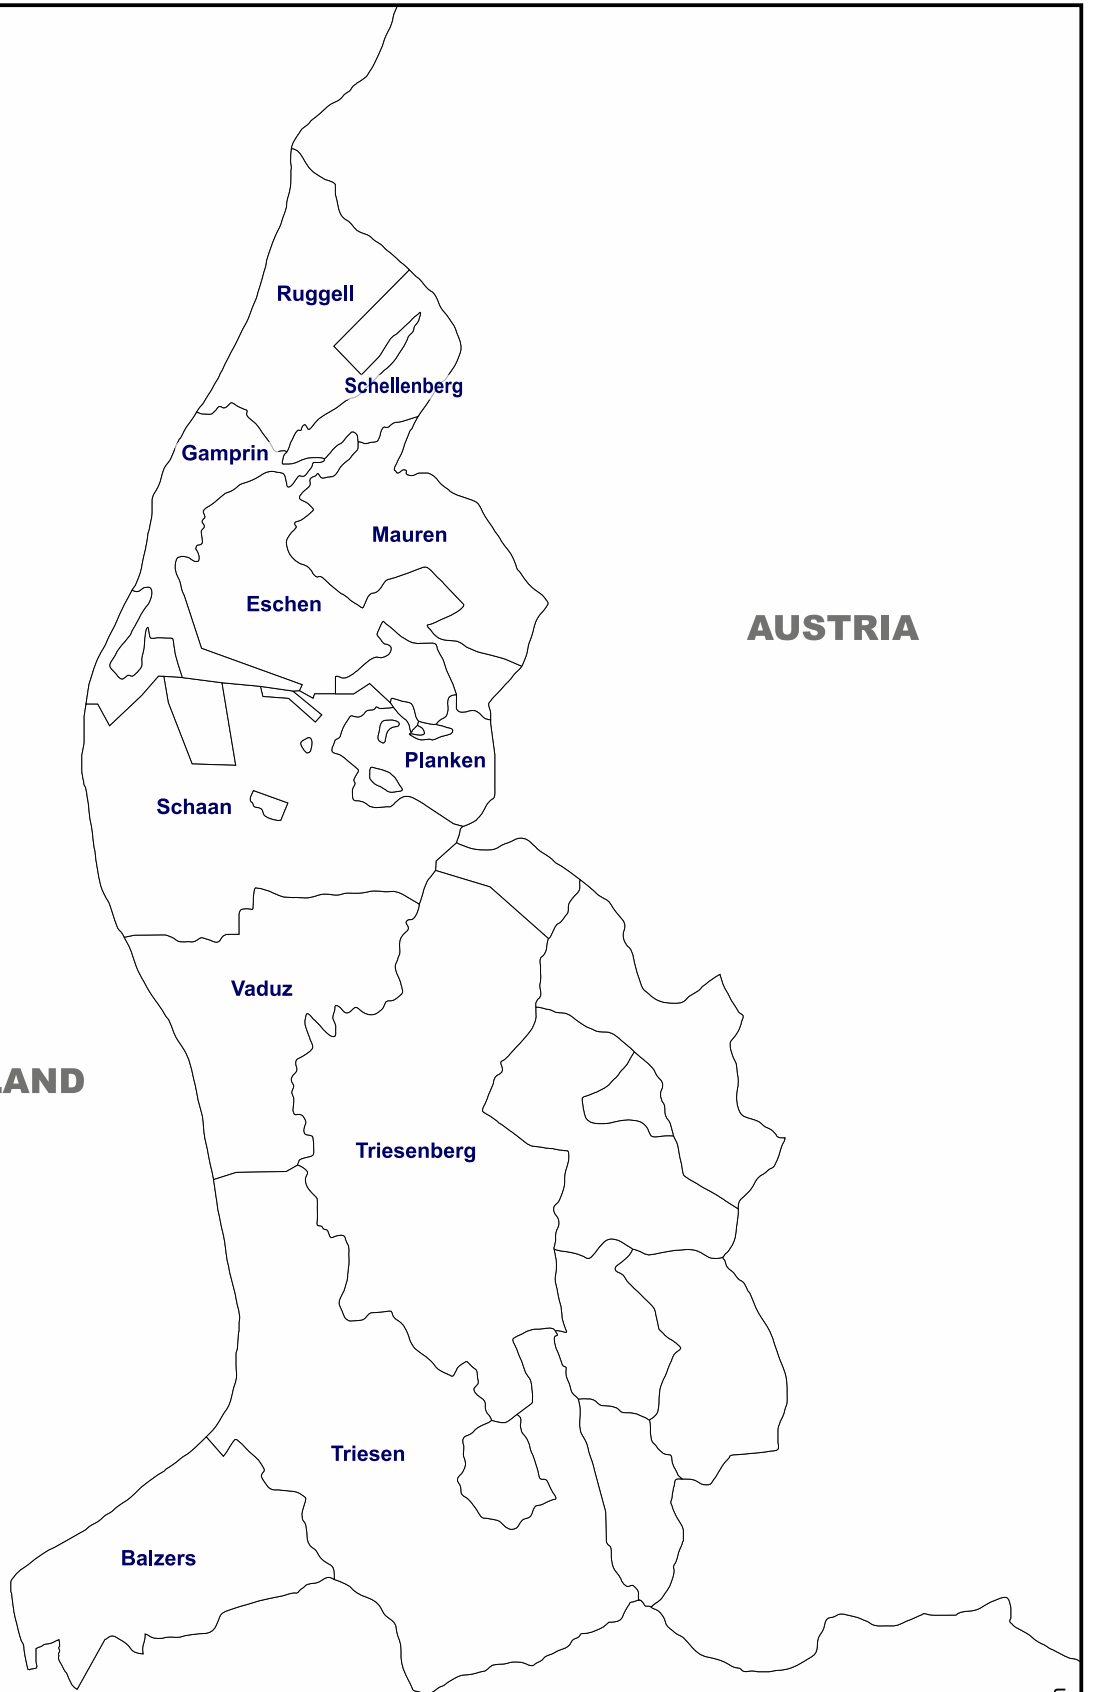 Ruggell
Schellenberg
Gamprin
Mauren
Eschen
AUSTRIA
Planken
Schaan
Vaduz
LAND
Triesenberg
Triesen
Balzers